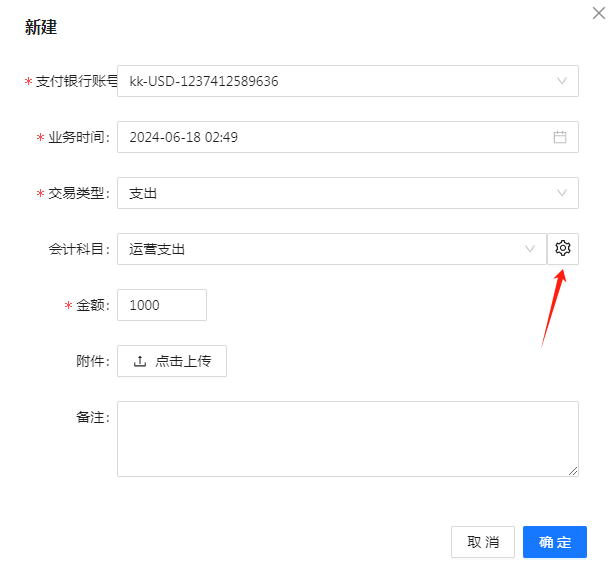 新建
* 支付银行账号 kk-USD-1237412589636
* 业务时间: 2024-06-18 02:49
* 交易类型: 支出
会计科目: 运营支出
* 金额: 1000
附件: 点击上传
备注:
取 消 确 定